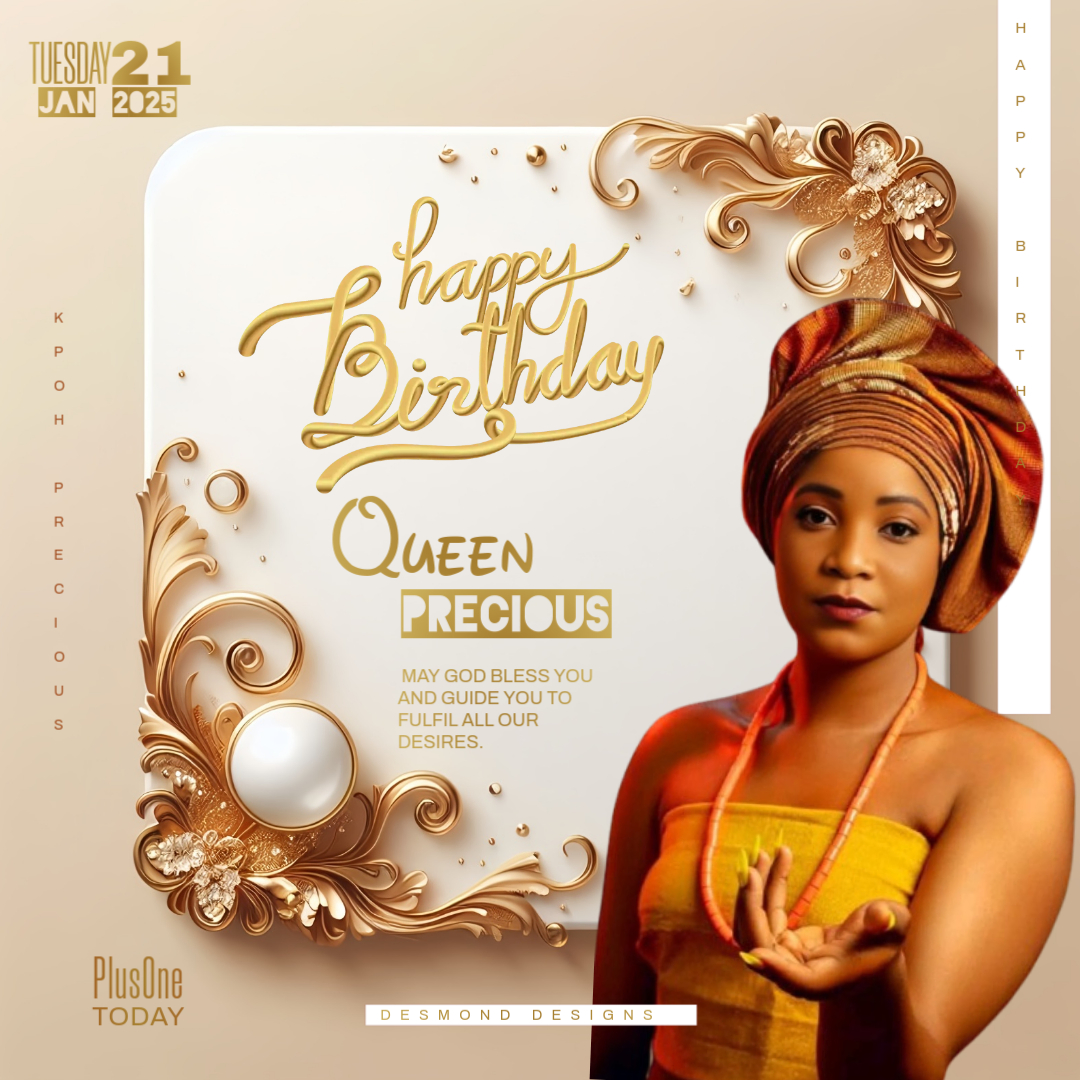 TUESDAY 21
JAN 2025
HAPPY BIRTHDA
happy
Birthday
KPOH PRECIOUS
QUEEN
PRECIOUS
MAY GOD BLESS YOU
AND GUIDE YOU TO
FULFIL ALL OUR
DESIRES.
PlusOne
TODAY
DESMOND DESIGNS